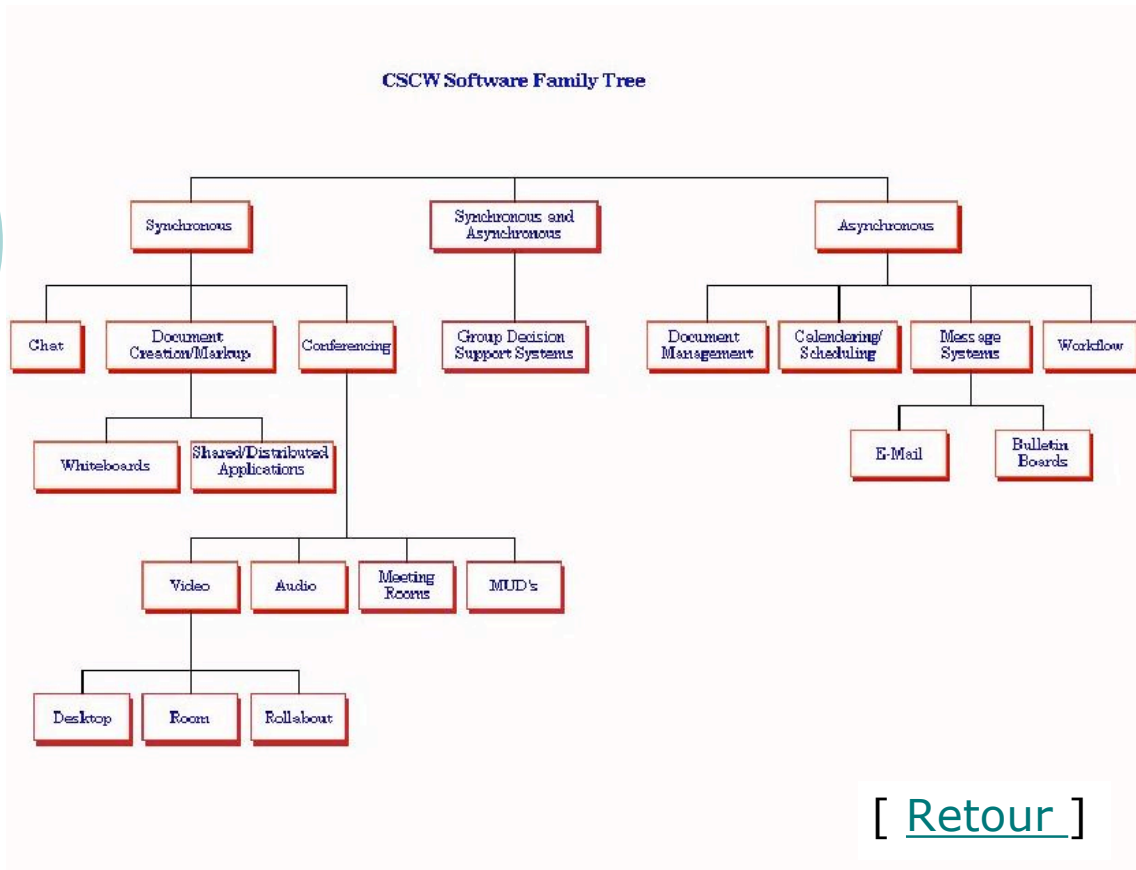 CSCW Software Family Tree
Synchronous
Synchronous and
Asynchronous
Asynchronous
Chat
Document
Creation/Markup
Conferencing
Group Decision
Support Systems
Document
Management
Calendering/
Scheduling
Message
Systems
Workflow
Whiteboards
Shared/Distributed
Applications
E-Mail
Bulletin
Boards
Video
Audio
Meeting
Rooms
MUD's
Desktop
Room
Rollabout
[ Retour ]